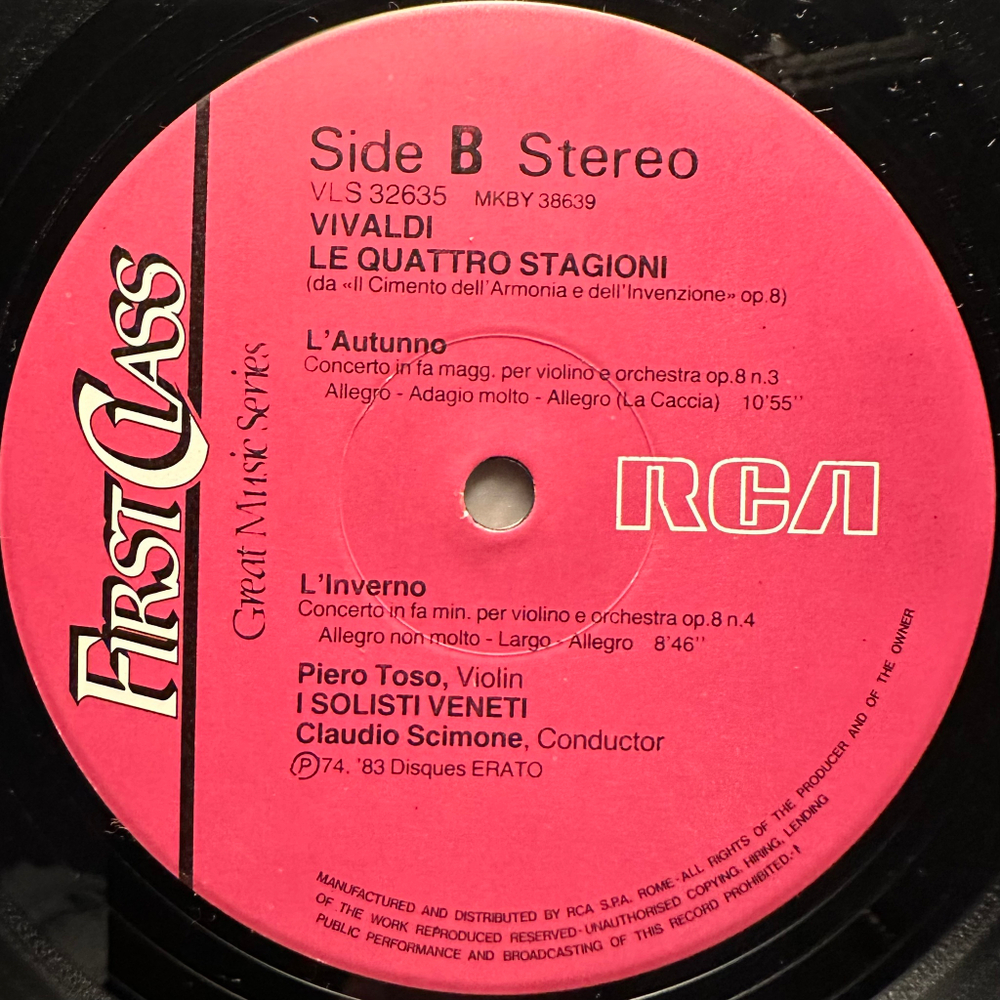 Side B Stereo
VLS 32635 MKBY 38639
VIVALDI
LE QUATTRO STAGIONI
(da «Il Cimento dell'Armonia e dell'Invenzione» op.8)
L'Autunno
Concerto in fa magg. per violino e orchestra op.8 n.3
Allegro - Adagio molto - Allegro (La Caccia) 10'55''
FIRST CLASS
Great Music Series
RCA
L'Inverno
Concerto in fa min. per violino e orchestra op.8 n.4
Allegro non molto - Largo - Allegro 8'46''
Piero Toso, Violin
I SOLISTI VENETI
Claudio Scimone, Conductor
Ⓟ74. '83 Disques ERATO
MANUFACTURED AND DISTRIBUTED BY RCA S.P.A. ROME-ALL RIGHTS OF THE PRODUCER AND OF THE OWNER
OF THE WORK REPRODUCED RESERVED-UNAUTHORISED COPYING, HIRING, LENDING
PUBLIC PERFORMANCE AND BROADCASTING OF THIS RECORD PROHIBITED.-I